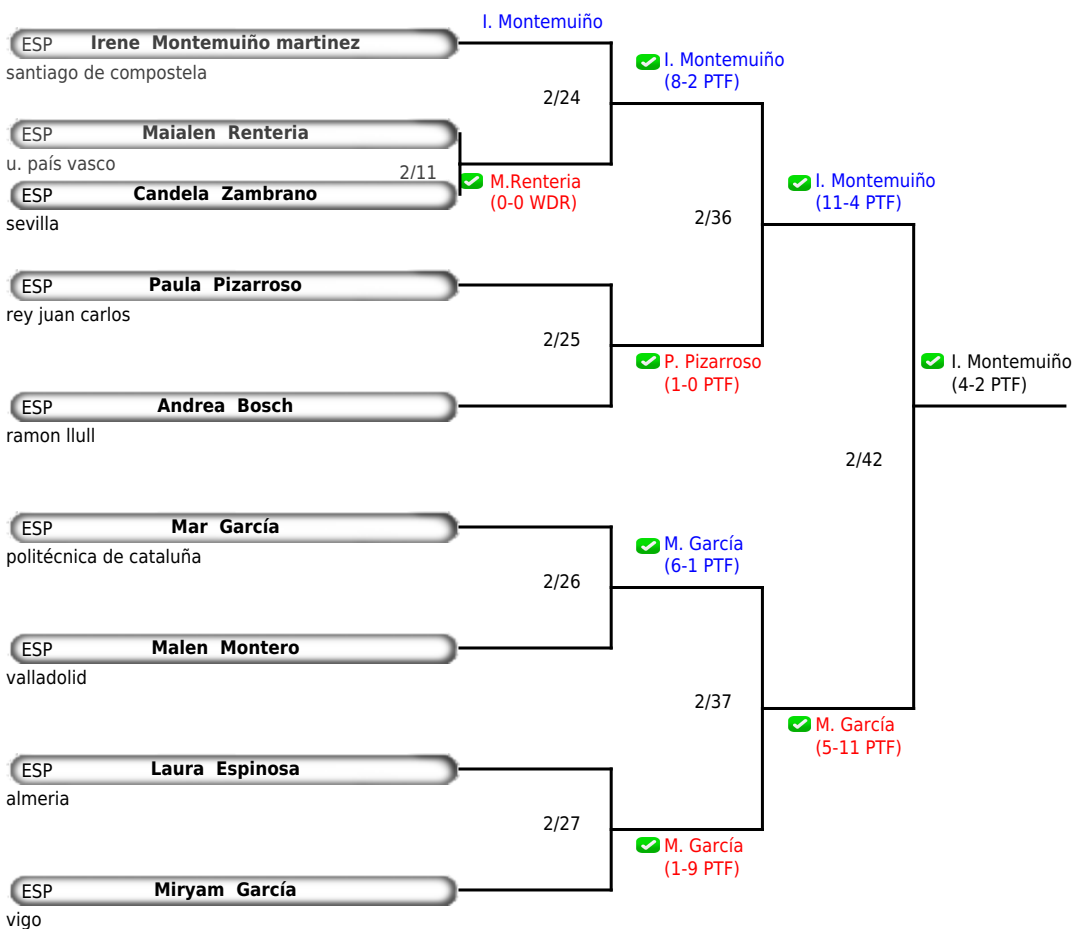 I. Montemuiño
ESP Irene Montemuiño martinez
santiago de compostela
I. Montemuiño
(8-2 PTF)
2/24
ESP Maialen Renteria
u. país vasco
2/11
M.Renteria
(0-0 WDR)
ESP Candela Zambrano
sevilla
I. Montemuiño
(11-4 PTF)
2/36
ESP Paula Pizarroso
rey juan carlos
2/25
P. Pizarroso
(1-0 PTF)
I. Montemuiño
(4-2 PTF)
ESP Andrea Bosch
ramon llull
2/42
ESP Mar García
politécnica de cataluña
M. García
(6-1 PTF)
2/26
ESP Malen Montero
valladolid
2/37
M. García
(5-11 PTF)
ESP Laura Espinosa
almeria
2/27
M. García
(1-9 PTF)
ESP Miryam García
vigo